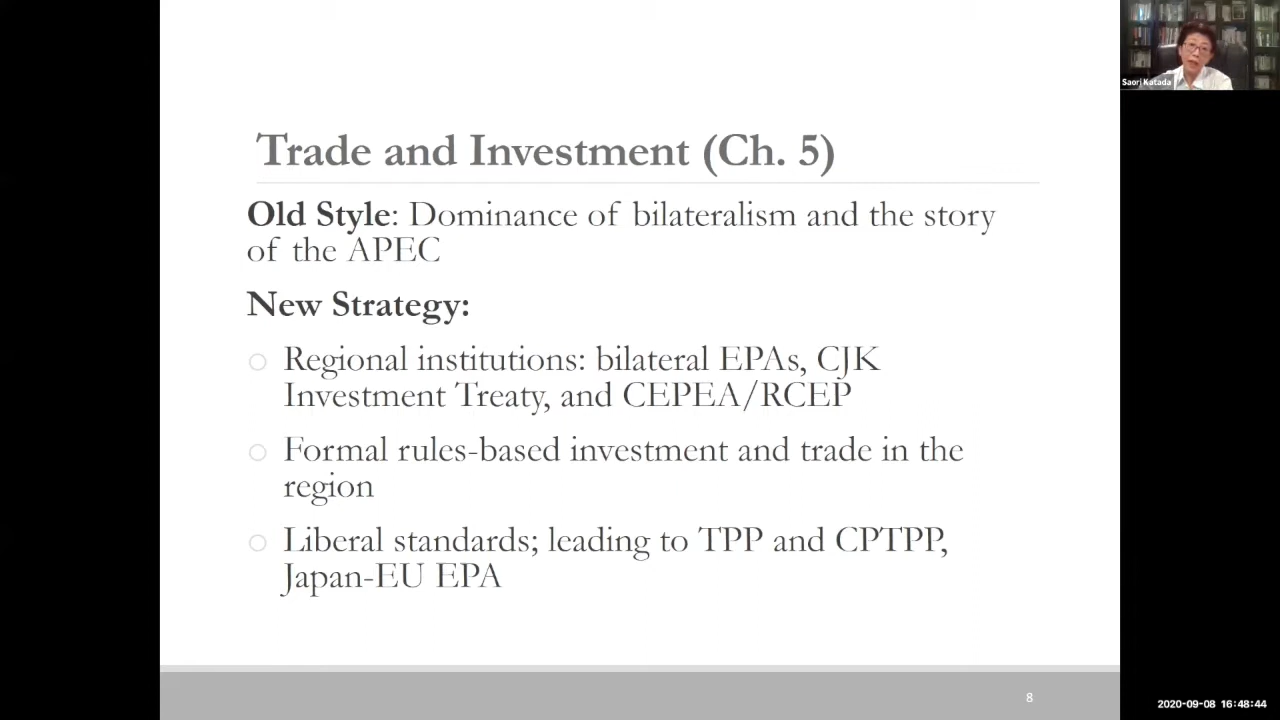 Saori Katada
Trade and Investment (Ch. 5)
Old Style: Dominance of bilateralism and the story
of the APEC
New Strategy:
Regional institutions: bilateral EPAs, CJK
Investment Treaty, and CEPEA/RCEP
Formal rules-based investment and trade in the
region
Liberal standards; leading to TPP and CPTPP,
Japan-EU EPA
8
2020-09-08 16:48:44